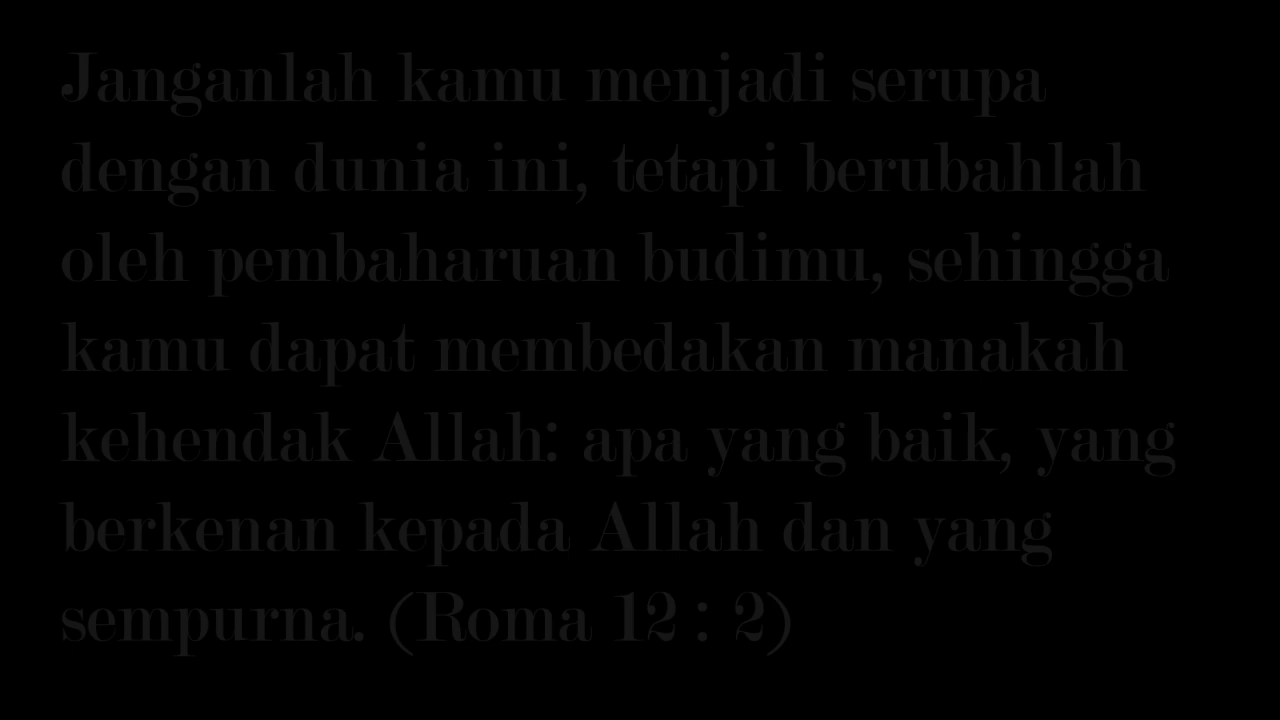 Janganlah kamu menjadi serupa
dengan dunia ini, tetapi berubahlah
oleh pembaharuan budimu, sehingga
kamu dapat membedakan manakah
kehendak Allah: apa yang baik, yang
berkenan kepada Allah dan yang
sempurna. (Roma 12 : 2)